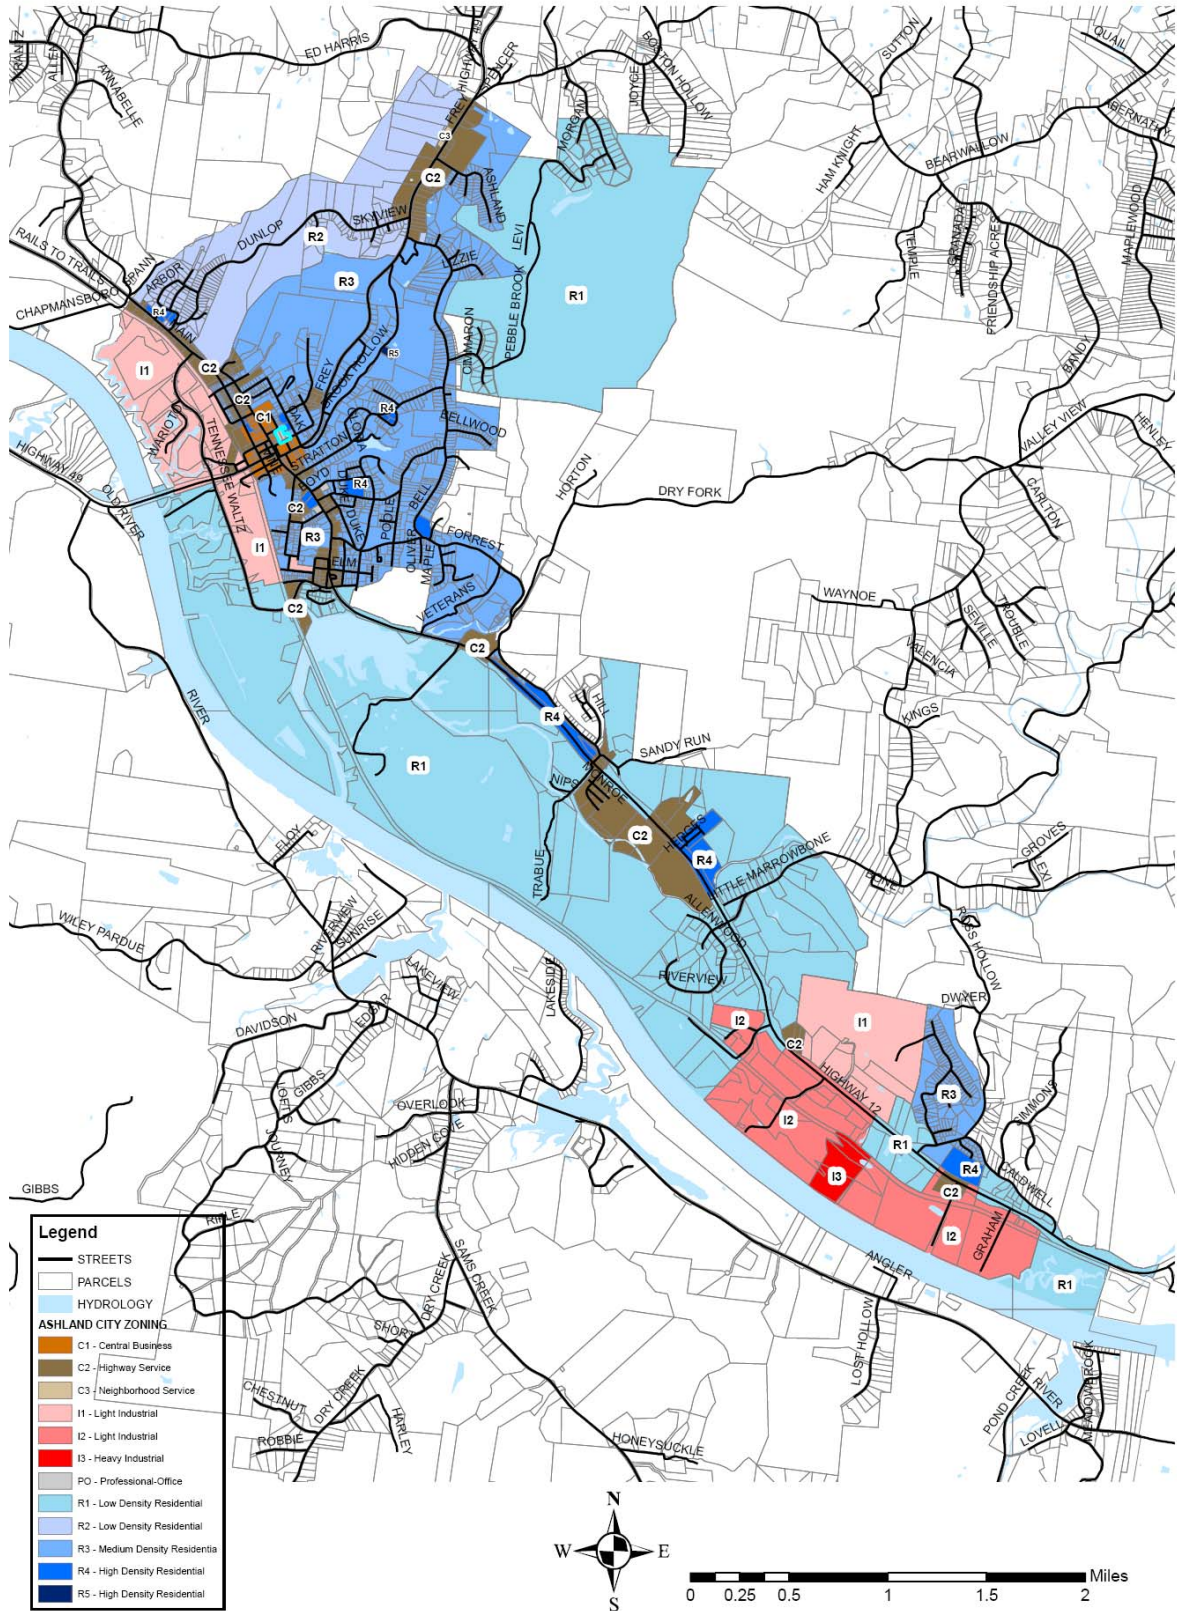 ED HARRIS
ALLEN
ANNABELLE
FREY HIGHWAY 49
SPENCER
BOSTON HOLLOW
JOYCE
MORGAN
SUTTON
QUAIL
ABERNATHY
BEARWALLOW
HAM KNIGHT
MAPLEWOOD
C3
C2
ASHLAND
SKYVIEW
DUNLOP
R2
LEVI
GRANADA
TEMPLE
FRIENDSHIP ACRES
RAILS TO TRAILS
SPANN
ARBOR
CHAPMANSBORO
R4
MAIN
R3
LIZZIE
R1
PEBBLE BROOK
CIMMARON
BANDY
I1
C2
R5
FREY
BROOK HOLLOW
C2
C1
OAK
R4
BELLWOOD
VALLEY VIEW
HENLEY
WARIOTO
TENNESSEE WALTZ
STRATTON
BOYD
HIGHWAY 49
OLD RIVER
R4
DUKE
DUKE
POOLE
BELL
HORTON
DRY FORK
CARLTON
C2
R3
I1
ELM
OLIVER
MAPLE
FORREST
VETERANS
C2
C2
WAYNOE
SEVILLE
TROUBLE
VALENCIA
KINGS
RIVER
R4
HILL
SANDY RUN
R1
NIPS
MONROE
C2
HEDGES
R4
TRABUE
LITTLE MARROWBONE
BONE
GROVES
LEXI
ELOY
ALLENWOOD
RIVERVIEW
SUNRISE
WILEY PARDUE
ROSS HOLLOW
RIVERVIEW
LAKEVIEW
LAKESIDE
EDGAR
DAVIDSON
DWYER
I2
C2
I1
HIGHWAY 12
GIBBS
OVERLOOK
HIDDEN COVE
JOURNEY
R3
SIMMONS
I2
R1
I3
R4
CALDWELL
C2
GIBBS
RIFLE
I2
GRAHAM
R1
ANGLER
SAMS CREEK
DRY CREEK
SHORT
LOST HOLLOW
POND CREEK
RIVER
MEADOWBROOK
LOVELL
CHESTNUT
DRY CREEK
HARLEY
ROBBIE
HONEYSUCKLE
Legend
STREETS
PARCELS
HYDROLOGY
ASHLAND CITY ZONING
C1 - Central Business
C2 - Highway Service
C3 - Neighborhood Service
I1 - Light Industrial
I2 - Light Industrial
I3 - Heavy Industrial
PO - Professional-Office
R1 - Low Density Residential
R2 - Low Density Residential
R3 - Medium Density Residentia
R4 - High Density Residential
R5 - High Density Residential
N
W
E
S
Miles
0 0.25 0.5 1 1.5 2